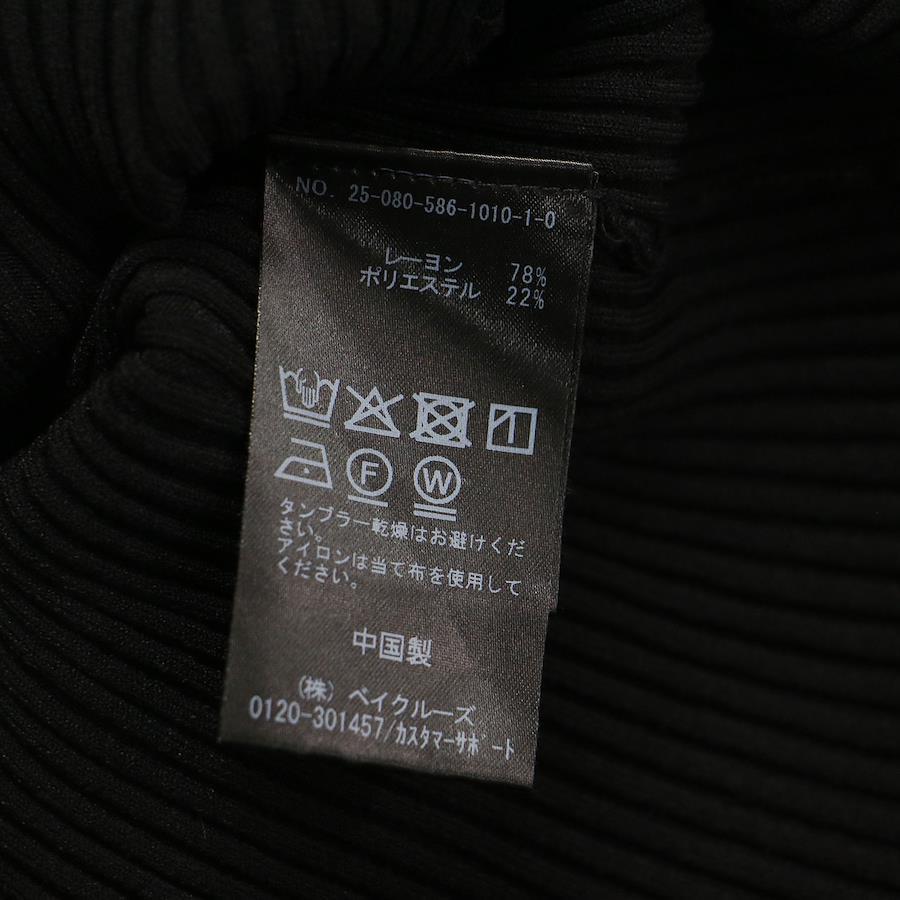 NO. 25-080-586-1010-1-0
レーヨン 78%
ポリエステル 22%
F W
タンブラー乾燥はお避けくだ
さい。
アイロンは当て布を使用して
ください。
中国製
(株) ベイクルーズ
0120-301457/カスタマーサポート